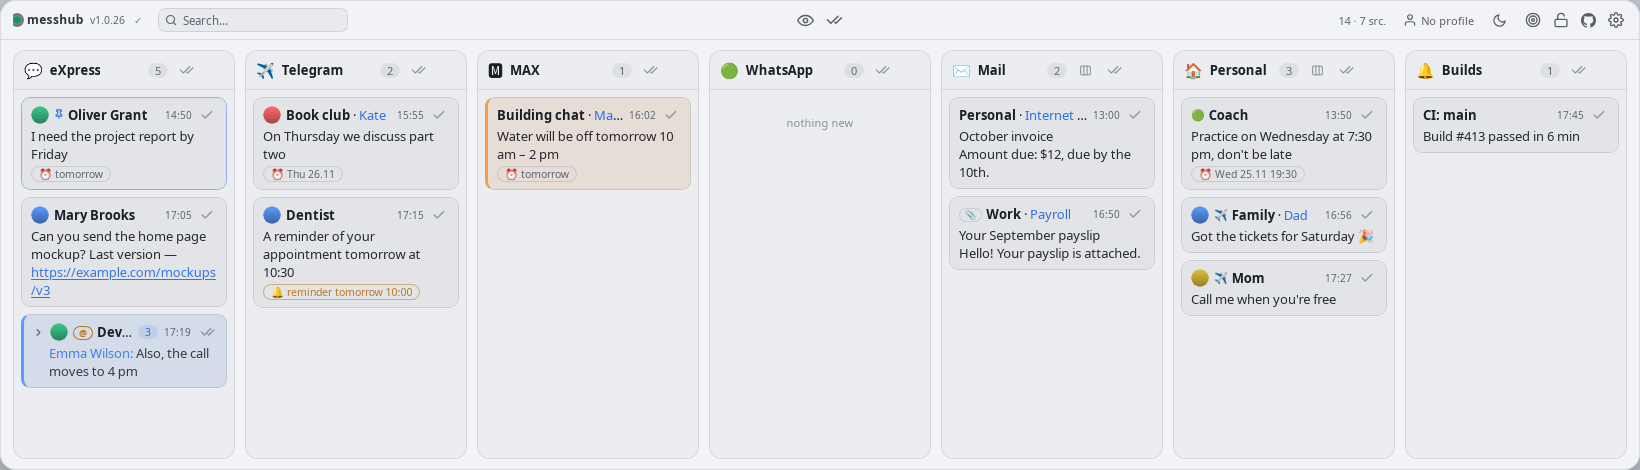 messhub v1.0.26 ✓
Search...
14 · 7 src.
No profile
eXpress 5
Oliver Grant 14:50
I need the project report by
Friday
⏰ tomorrow
Mary Brooks 17:05
Can you send the home page
mockup? Last version —
https://example.com/mockups
/v3
@ Dev... 3 17:19
Emma Wilson: Also, the call
moves to 4 pm
Telegram 2
Book club · Kate 15:55
On Thursday we discuss part
two
⏰ Thu 26.11
Dentist 17:15
A reminder of your
appointment tomorrow at
10:30
🔔 reminder tomorrow 10:00
M MAX 1
Building chat · Ma... 16:02
Water will be off tomorrow 10
am – 2 pm
⏰ tomorrow
WhatsApp 0
nothing new
Mail 2
Personal · Internet ... 13:00
October invoice
Amount due: $12, due by the
10th.
Work · Payroll 16:50
Your September payslip
Hello! Your payslip is attached.
Personal 3
Coach 13:50
Practice on Wednesday at 7:30
pm, don't be late
⏰ Wed 25.11 19:30
Family · Dad 16:56
Got the tickets for Saturday 🎉
Mom 17:27
Call me when you're free
Builds 1
CI: main 17:45
Build #413 passed in 6 min